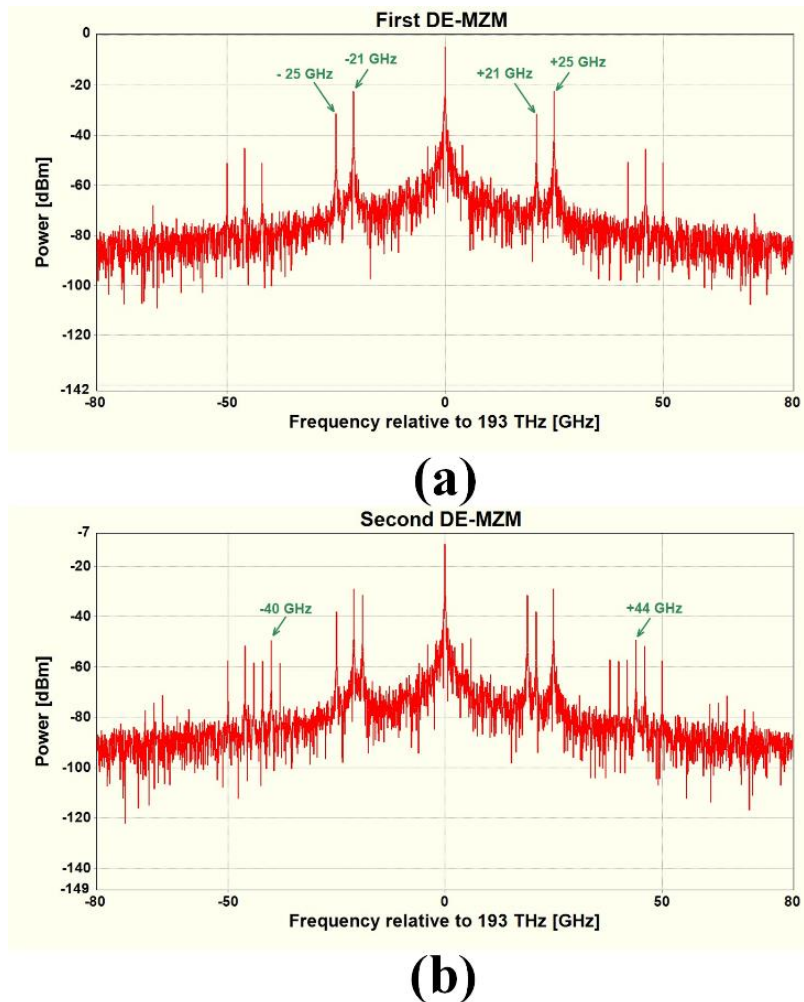 First DE-MZM
0
-20
-40
-60
-80
-100
-120
-142
Power [dBm]
- 25 GHz
-21 GHz
+21 GHz
+25 GHz
-80
-50
0
50
80
Frequency relative to 193 THz [GHz]
(a)
Second DE-MZM
-7
-20
-40
-60
-80
-100
-120
-140
-149
Power [dBm]
-40 GHz
+44 GHz
-80
-50
0
50
80
Frequency relative to 193 THz [GHz]
(b)